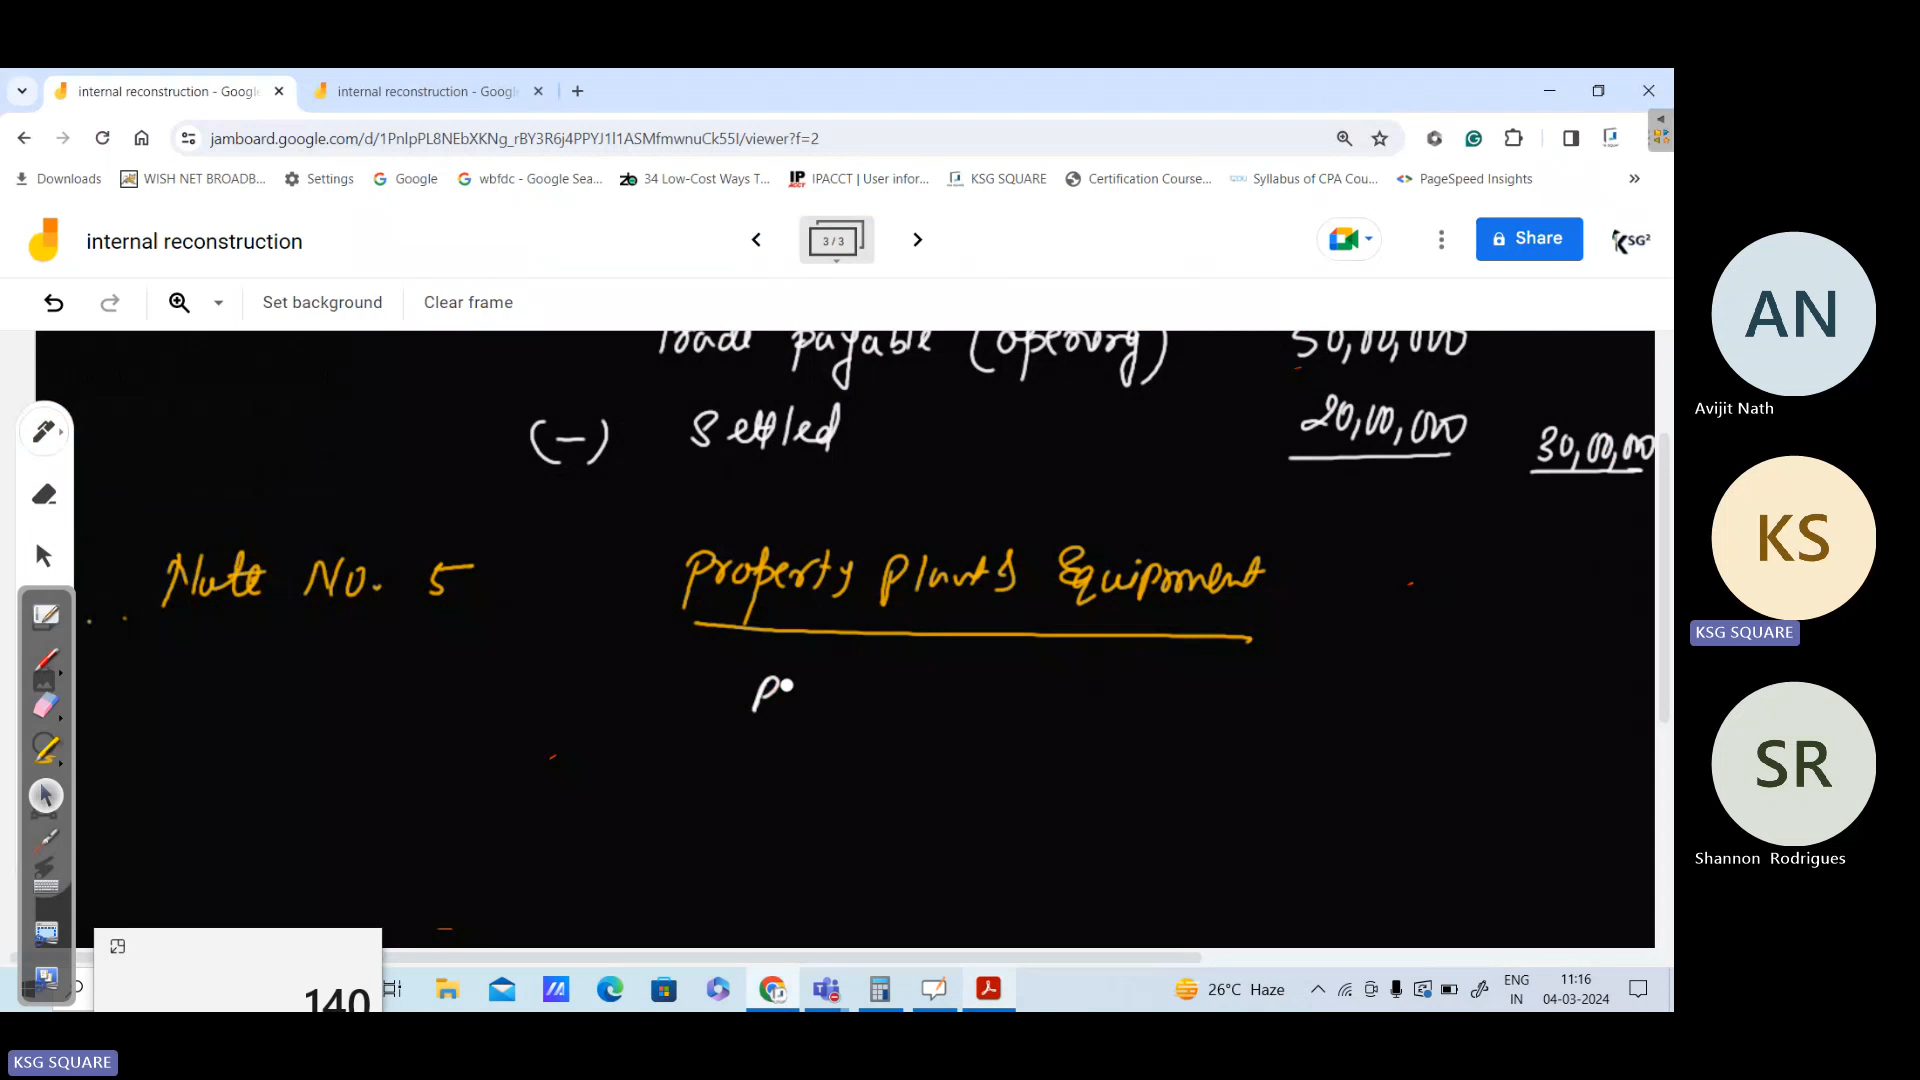 internal reconstruction - Google
internal reconstruction - Googl
jamboard.google.com/d/1PnlpPL8NEbXKNg_rBY3R6j4PPYJ1l1ASMfmwnuCk55I/viewer?f=2
Downloads WISH NET BROADB... Settings Google wbfdc - Google Sea... 34 Low-Cost Ways T... IPACCT | User infor... KSG SQUARE Certification Course... Syllabus of CPA Cou... PageSpeed Insights
internal reconstruction
3 / 3
Share
KSG²
Set background Clear frame
Trade payable (opening) 50,00,000
(-) Settled 20,00,000 30,00,000
Note No. 5 Property Plant & Equipment
P
140
26°C Haze
ENG
IN
11:16
04-03-2024
AN
Avijit Nath
KS
KSG SQUARE
SR
Shannon Rodrigues
KSG SQUARE